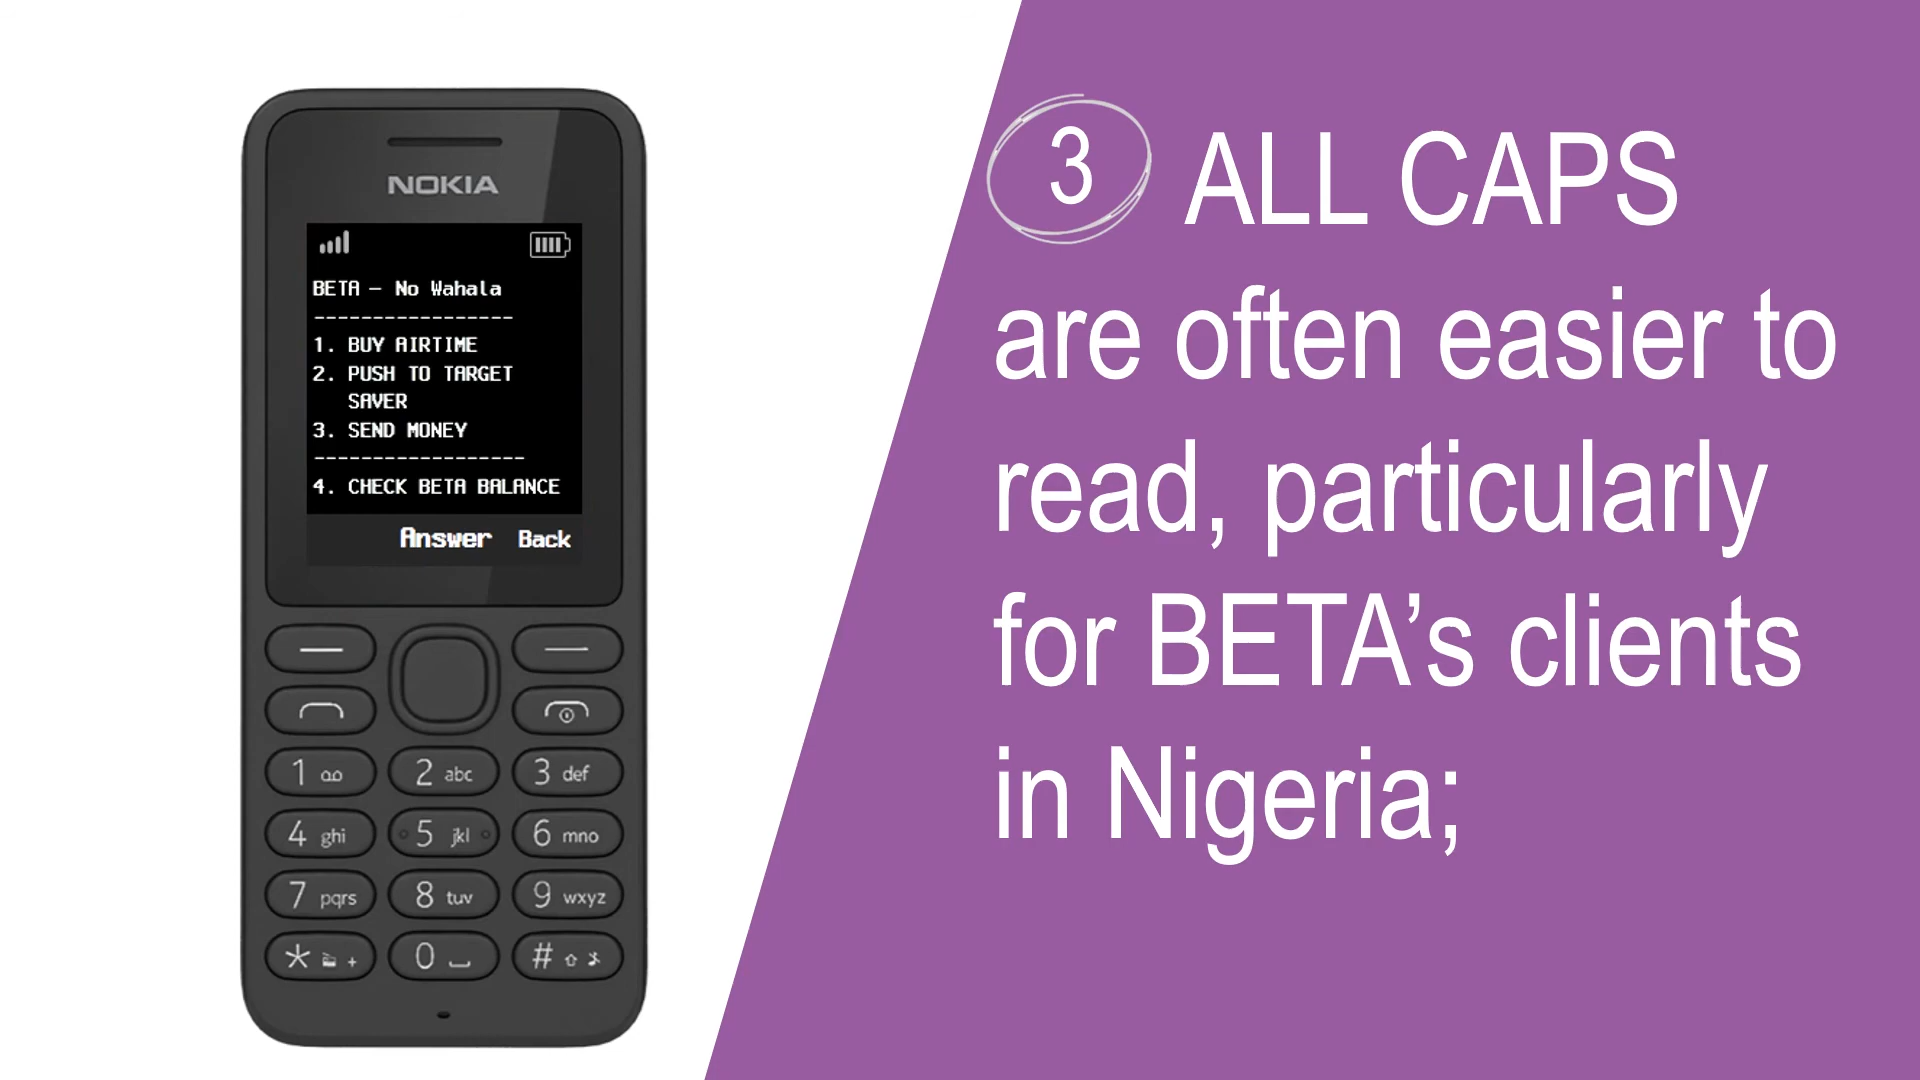 NOKIA
BETA – No Wahala
-----------------
1. BUY AIRTIME
2. PUSH TO TARGET
SAVER
3. SEND MONEY
------------------
4. CHECK BETA BALANCE
Answer Back
1
2 abc
3 def
4 ghi
5 jkl
6 mno
7 pqrs
8 tuv
9 wxyz
* +
0
#
3 ALL CAPS
are often easier to
read, particularly
for BETA’s clients
in Nigeria;